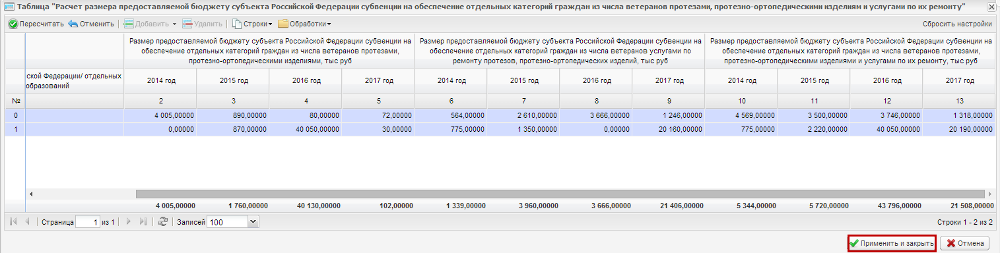 Таблица "Расчет размера предоставляемой бюджету субъекта Российской Федерации субвенции на обеспечение отдельных категорий граждан из числа ветеранов протезами, протезно-ортопедическими изделиям и услугами по их ремонту"
Пересчитать Отменить Добавить Удалить Строки Обработки Сбросить настройки
Размер предоставляемой бюджету субъекта Российской Федерации субвенции на
обеспечение отдельных категорий граждан из числа ветеранов протезами,
протезно-ортопедическими изделиями, тыс руб
Размер предоставляемой бюджету субъекта Российской Федерации субвенции на
обеспечение отдельных категорий граждан из числа ветеранов услугами по
ремонту протезов, протезно-ортопедических изделий, тыс руб
Размер предоставляемой бюджету субъекта Российской Федерации субвенции на
обеспечение отдельных категорий граждан из числа ветеранов протезами,
протезно-ортопедическими изделиями и услугами по их ремонту, тыс руб
ской Федерации/ отдельных
образований
2014 год 2015 год 2016 год 2017 год 2014 год 2015 год 2016 год 2017 год 2014 год 2015 год 2016 год 2017 год
№ 2 3 4 5 6 7 8 9 10 11 12 13
0 4 005,00000 890,00000 80,00000 72,00000 564,00000 2 610,00000 3 666,00000 1 246,00000 4 569,00000 3 500,00000 3 746,00000 1 318,00000
1 0,00000 870,00000 40 050,00000 30,00000 775,00000 1 350,00000 0,00000 20 160,00000 775,00000 2 220,00000 40 050,00000 20 190,00000
4 005,00000 1 760,00000 40 130,00000 102,00000 1 339,00000 3 960,00000 3 666,00000 21 406,00000 5 344,00000 5 720,00000 43 796,00000 21 508,00000
Страница 1 из 1 Записей 100 Строки 1 - 2 из 2
Применить и закрыть Отмена